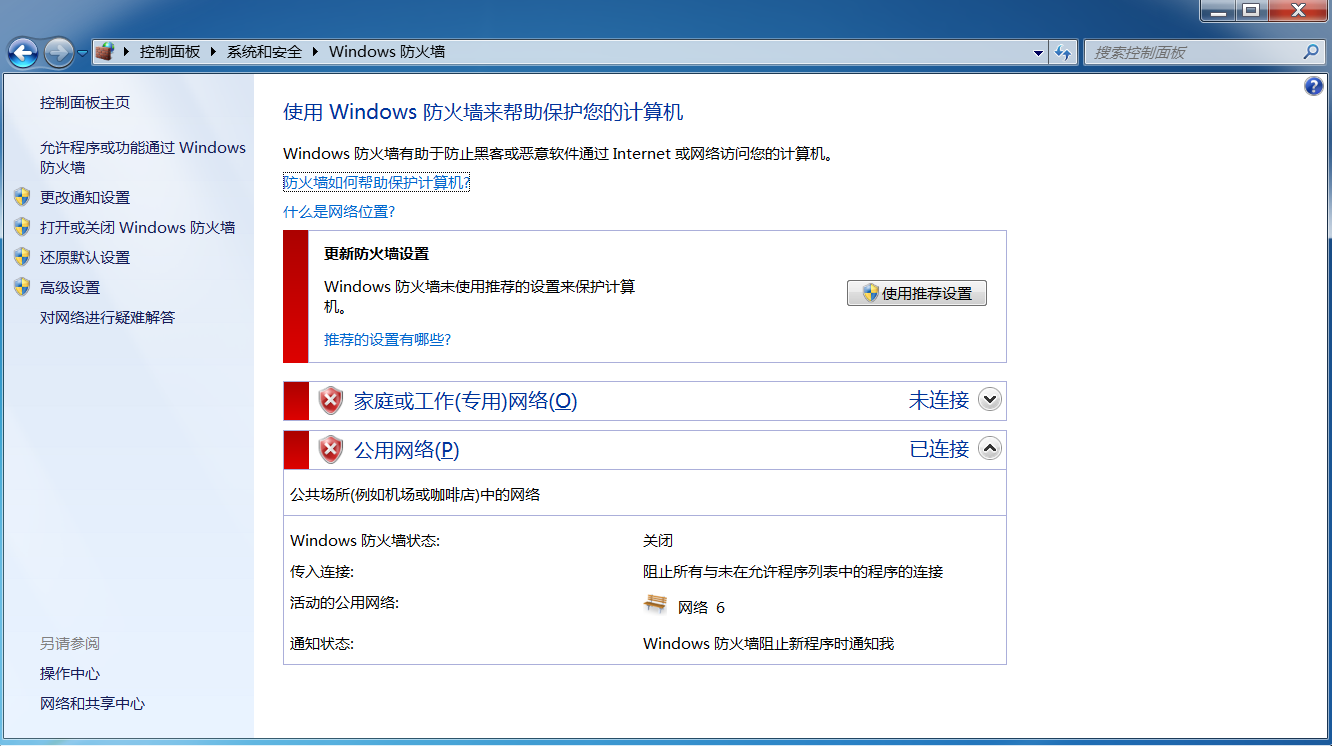 控制面板 系统和安全 Windows 防火墙
搜索控制面板
控制面板主页
允许程序或功能通过 Windows
防火墙
更改通知设置
打开或关闭 Windows 防火墙
还原默认设置
高级设置
对网络进行疑难解答
另请参阅
操作中心
网络和共享中心
使用 Windows 防火墙来帮助保护您的计算机
Windows 防火墙有助于防止黑客或恶意软件通过 Internet 或网络访问您的计算机。
防火墙如何帮助保护计算机?
什么是网络位置?
更新防火墙设置
Windows 防火墙未使用推荐的设置来保护计算
机。
使用推荐设置
推荐的设置有哪些?
家庭或工作(专用)网络(O) 未连接
公用网络(P) 已连接
公共场所(例如机场或咖啡店)中的网络
Windows 防火墙状态: 关闭
传入连接: 阻止所有与未在允许程序列表中的程序的连接
活动的公用网络: 网络 6
通知状态: Windows 防火墙阻止新程序时通知我